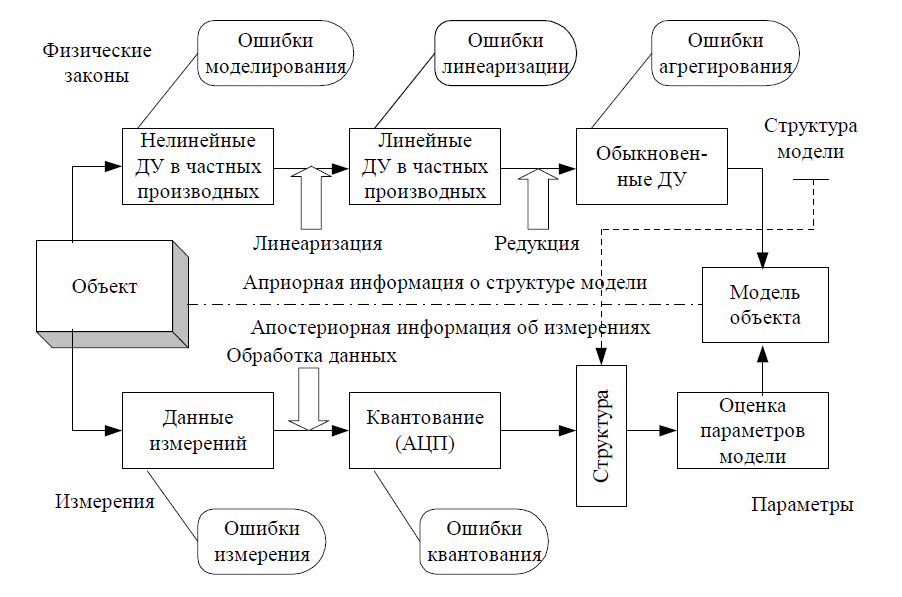 Физические
законы
Ошибки
моделирования
Ошибки
линеаризации
Ошибки
агрегирования
Нелинейные
ДУ в частных
производных
Линейные
ДУ в частных
производных
Обыкновен-
ные ДУ
Структура
модели
Линеаризация
Редукция
Объект
Априорная информация о структуре модели
Модель
объекта
Апостериорная информация об измерениях
Обработка данных
Данные
измерений
Квантование
(АЦП)
Структура
Оценка
параметров
модели
Измерения
Параметры
Ошибки
измерения
Ошибки
квантования